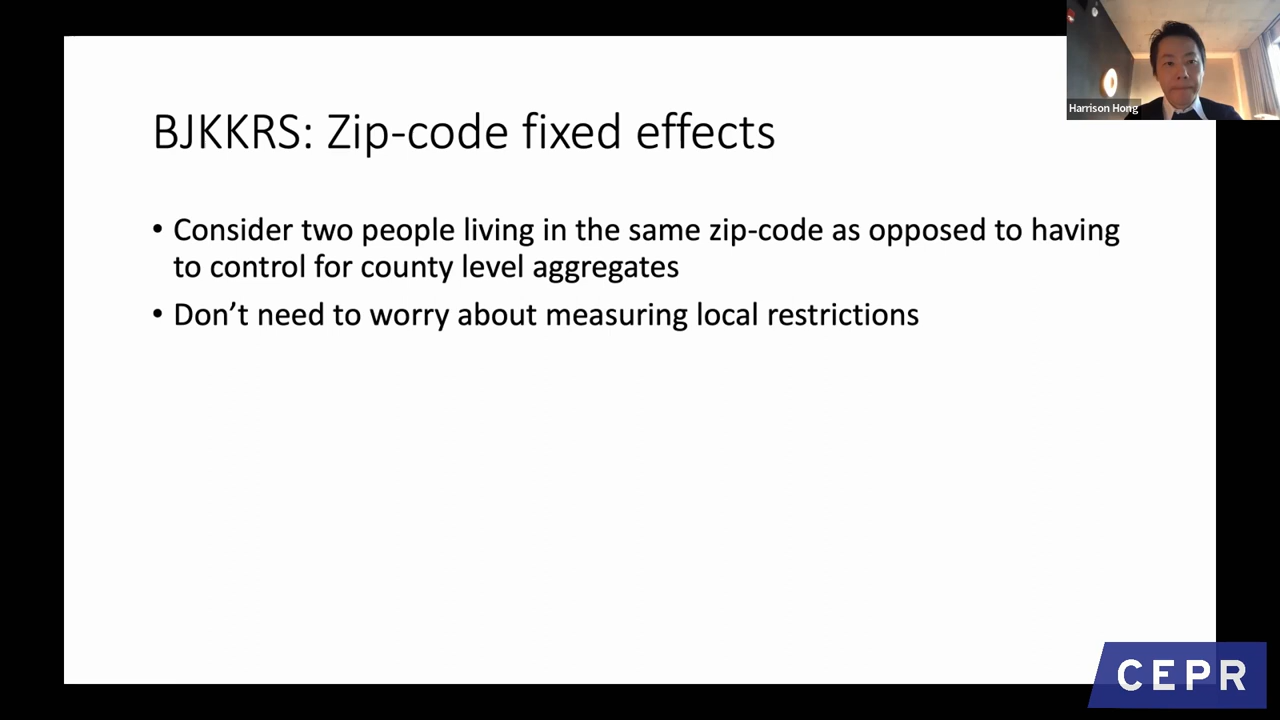 Harrison Hong
BJKKRS: Zip-code fixed effects
• Consider two people living in the same zip-code as opposed to having
to control for county level aggregates
• Don’t need to worry about measuring local restrictions
CEPR